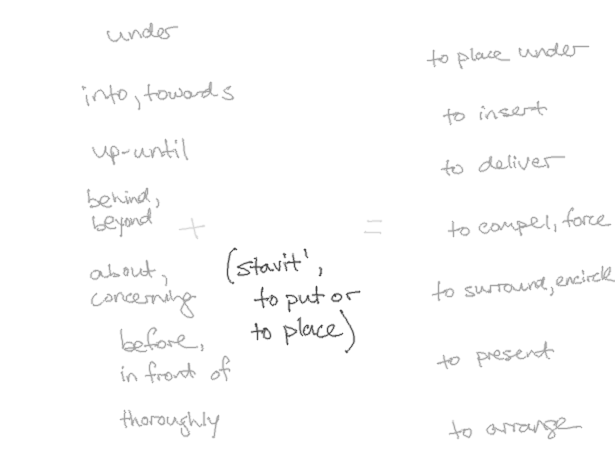 under
into, towards
up-until
behind,
beyond
+
about,
concerning
before,
in front of
thoroughly
(stavit',
to put or
to place)
=
to place under
to insert
to deliver
to compel, force
to surround, encircle
to present
to arrange